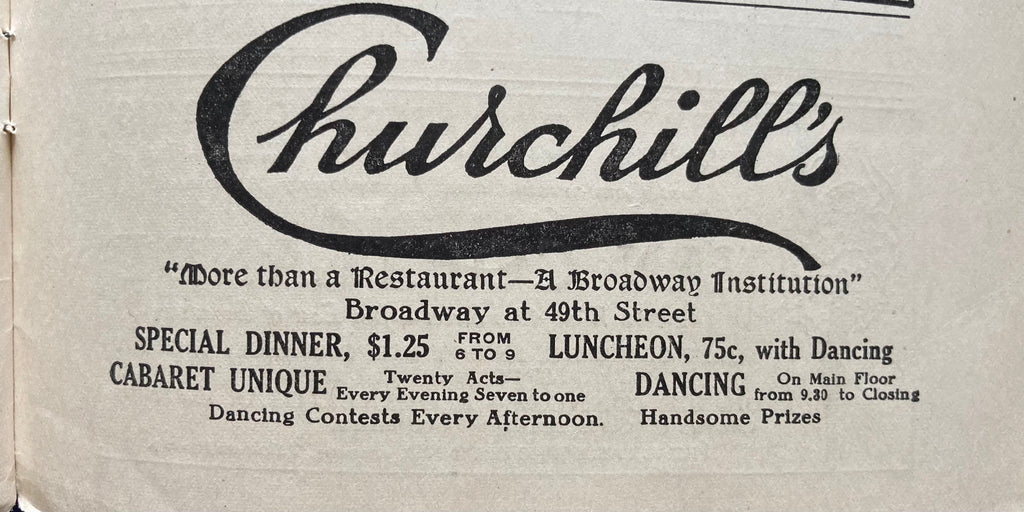 Churchill's
"More than a Restaurant—A Broadway Institution"
Broadway at 49th Street
SPECIAL DINNER, $1.25 FROM 6 TO 9 LUNCHEON, 75c, with Dancing
CABARET UNIQUE Twenty Acts— Every Evening Seven to one DANCING On Main Floor from 9.30 to Closing
Dancing Contests Every Afternoon. Handsome Prizes